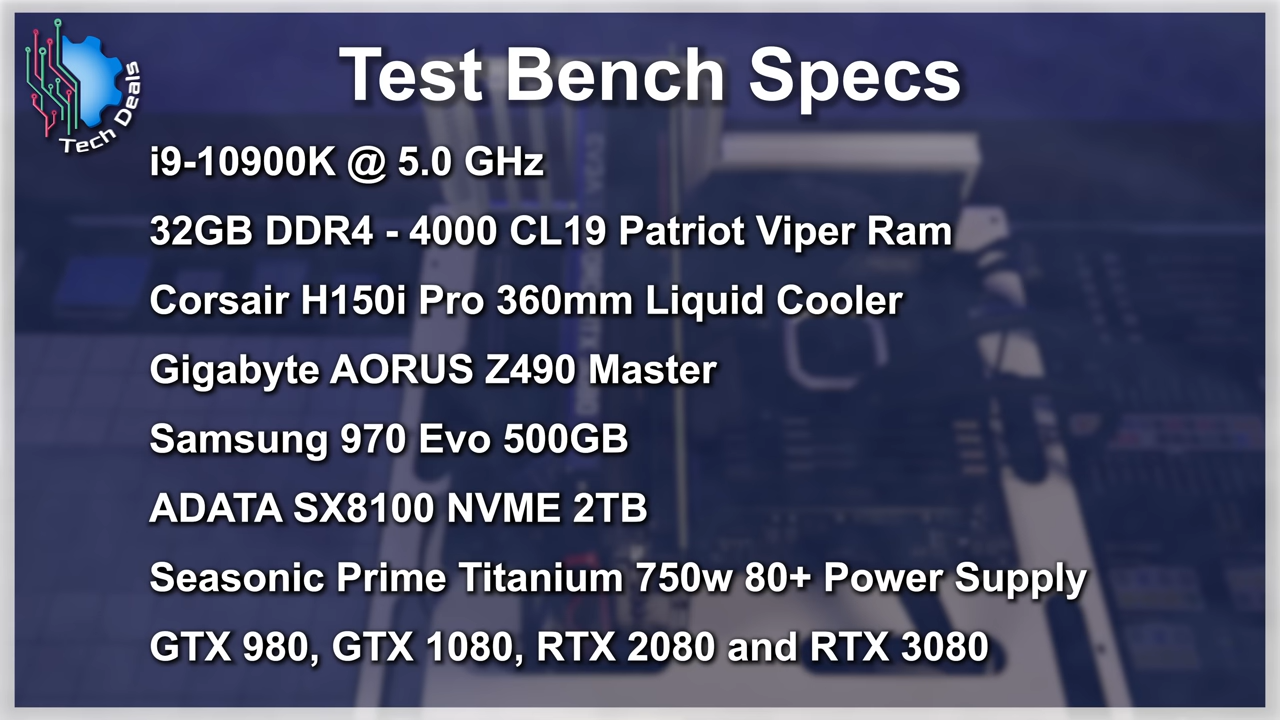 Test Bench Specs
Tech Deals
i9-10900K @ 5.0 GHz
32GB DDR4 - 4000 CL19 Patriot Viper Ram
Corsair H150i Pro 360mm Liquid Cooler
Gigabyte AORUS Z490 Master
Samsung 970 Evo 500GB
ADATA SX8100 NVME 2TB
Seasonic Prime Titanium 750w 80+ Power Supply
GTX 980, GTX 1080, RTX 2080 and RTX 3080